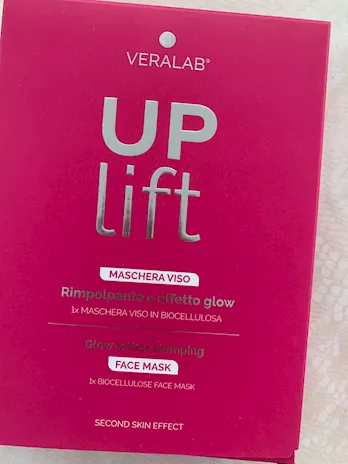 VERALAB®
UP
lift
MASCHERA VISO
Rimpolpante e effetto glow
1X MASCHERA VISO IN BIOCELLULOSA
Glow effect plumping
FACE MASK
1X BIOCELLULOSE FACE MASK
SECOND SKIN EFFECT